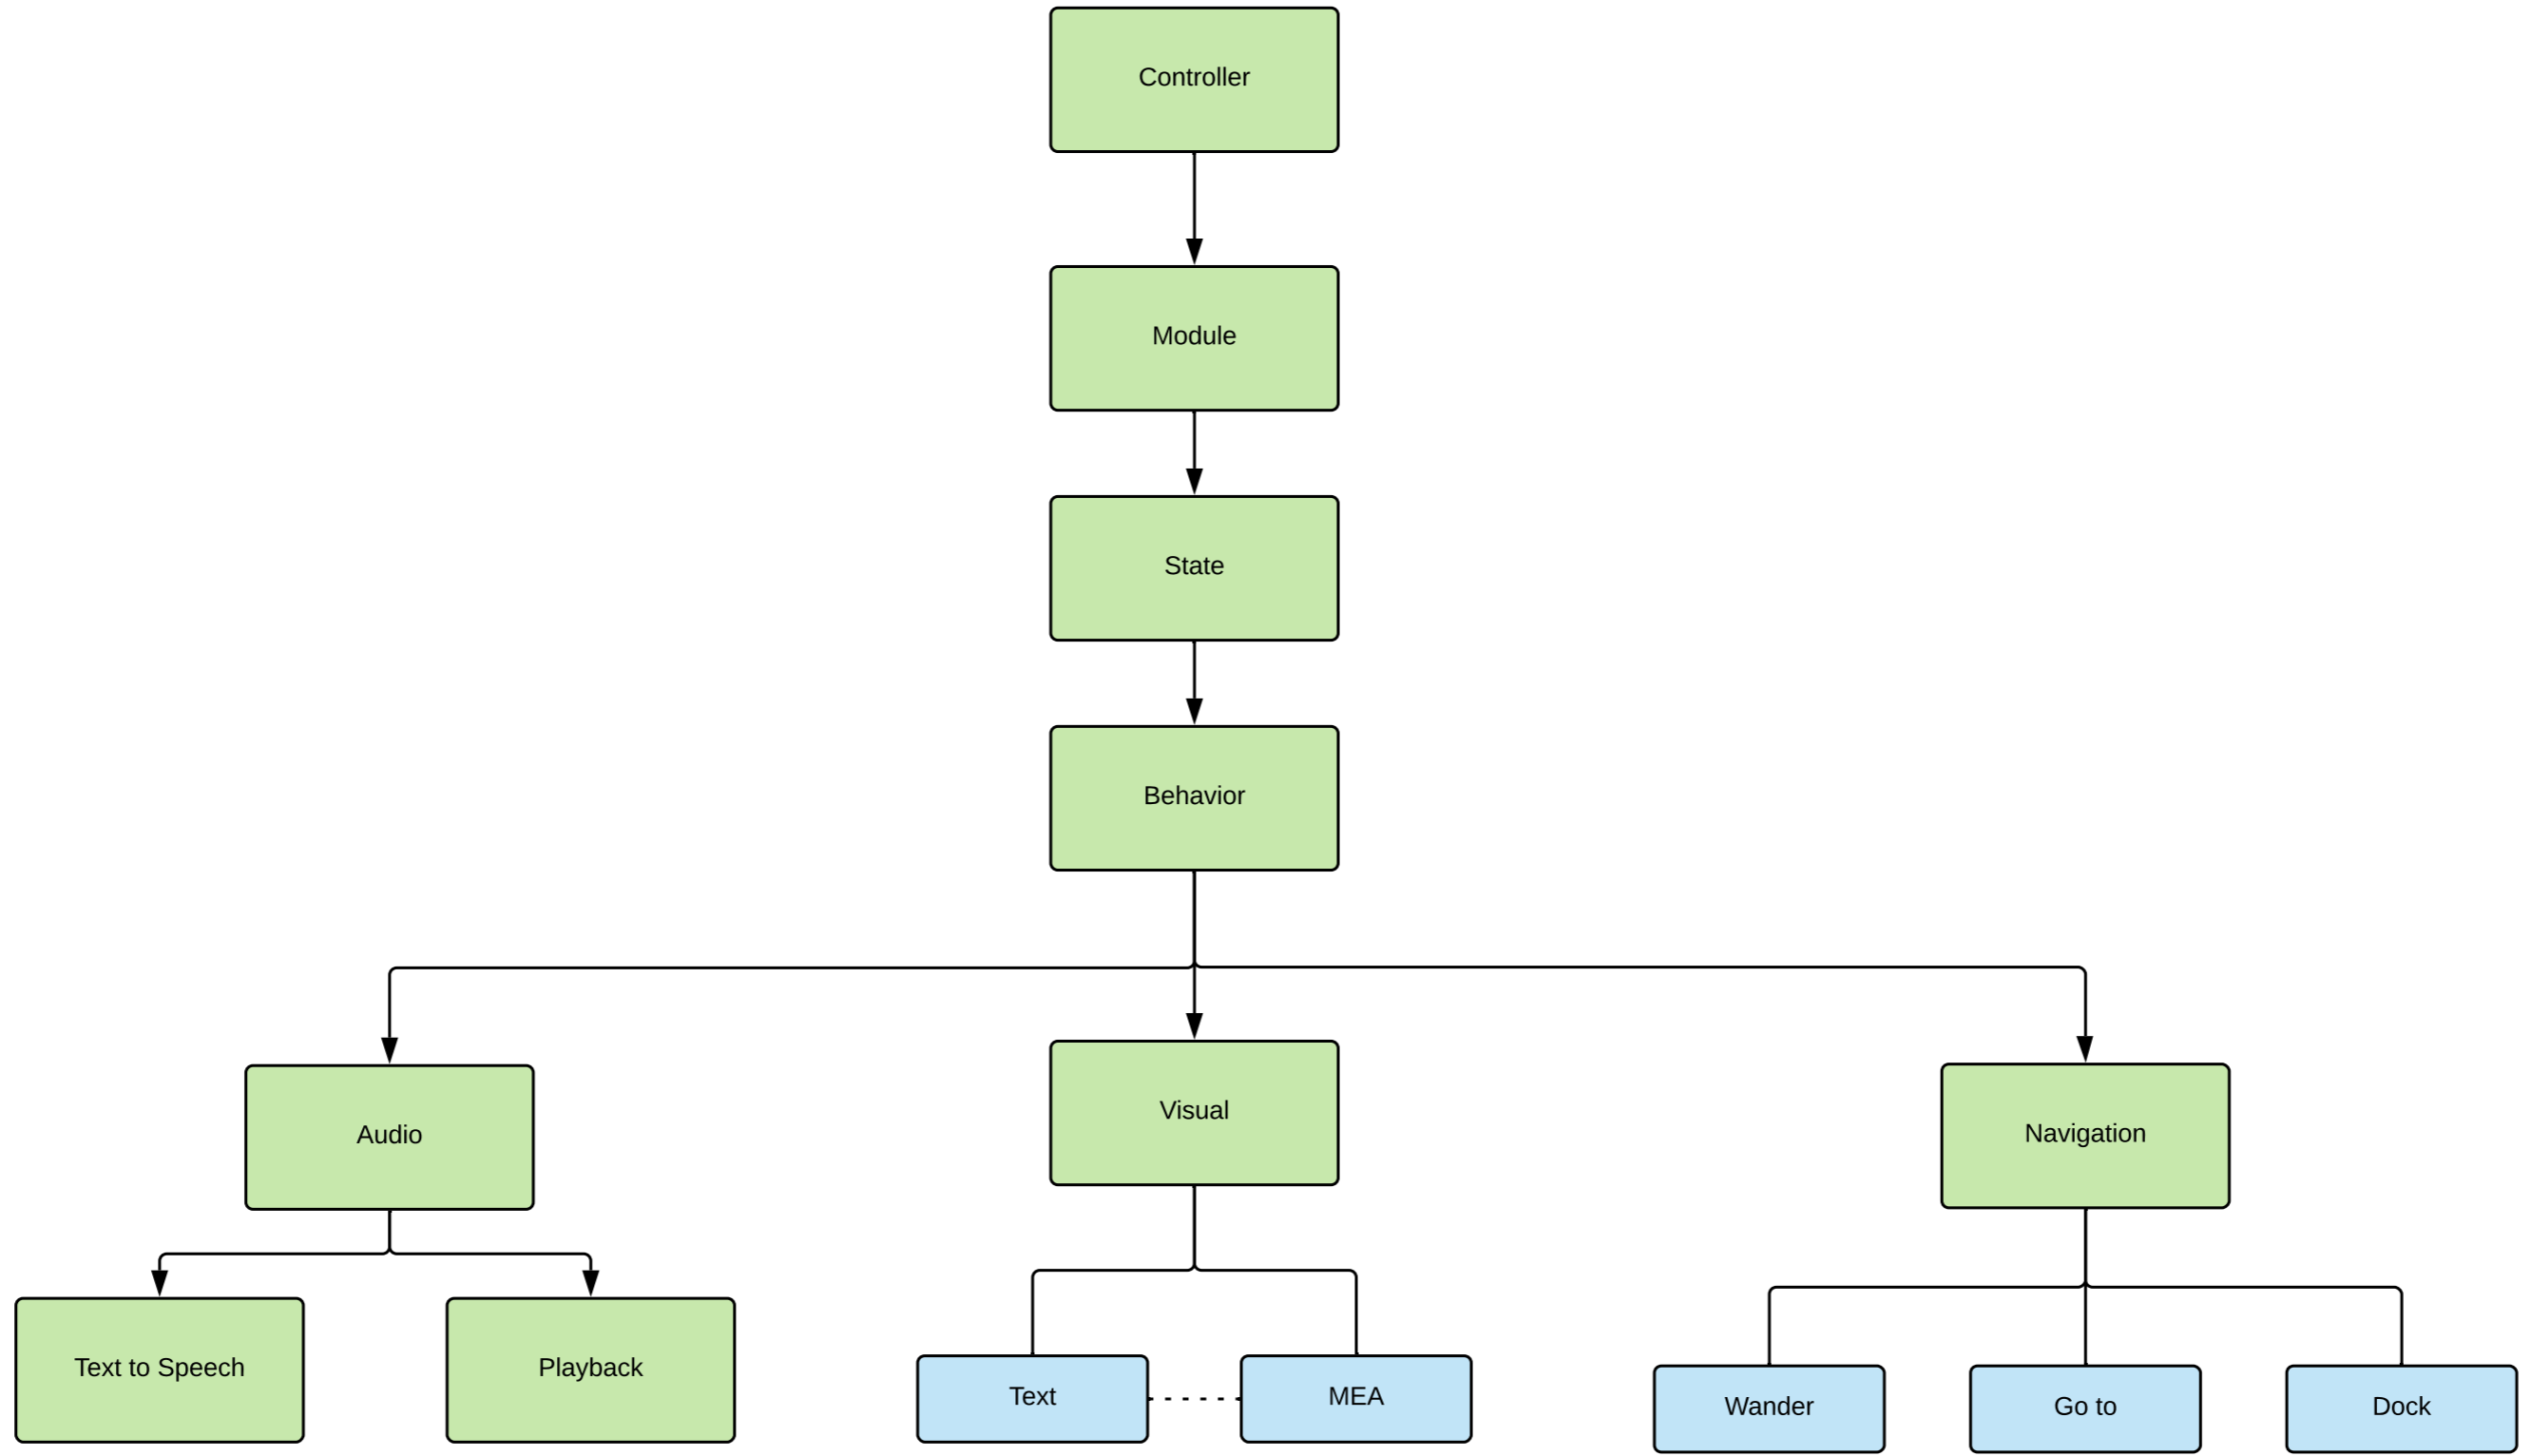 Controller
Module
State
Behavior
Audio
Visual
Navigation
Text to Speech
Playback
Text
MEA
Wander
Go to
Dock